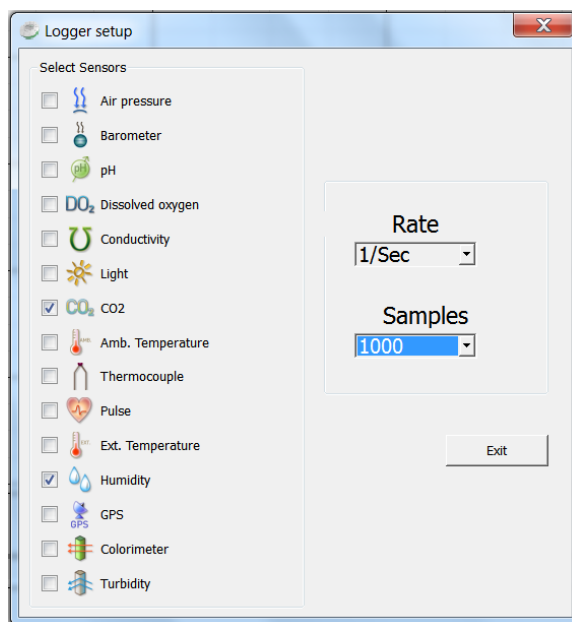 Logger setup
Select Sensors
Air pressure
Barometer
pH pH
DO₂ Dissolved oxygen
Conductivity
Light
CO₂ CO2
Amb. Temperature
Thermocouple
Pulse
Ext. Temperature
Humidity
GPS GPS
Colorimeter
Turbidity
Rate
1/Sec
Samples
1000
Exit